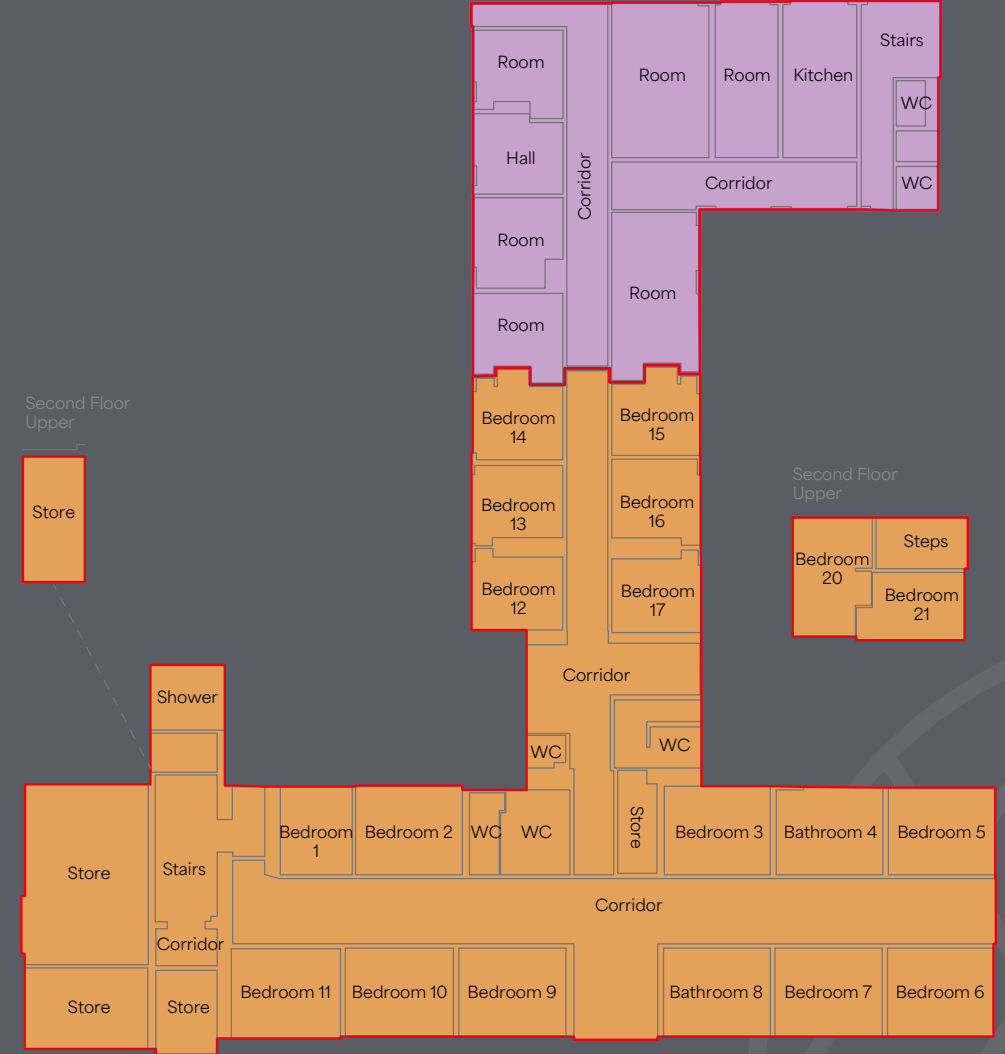 Stairs
Room
Room
Room
Kitchen
WC
Hall
Corridor
Corridor
WC
Room
Room
Room
Second Floor
Upper
Bedroom
14
Bedroom
15
Second Floor
Upper
Store
Bedroom
13
Bedroom
16
Steps
Bedroom
20
Bedroom
12
Bedroom
17
Bedroom
21
Corridor
Shower
WC
WC
Bedroom
1
Bedroom 2
WC
WC
Store
Bedroom 3
Bathroom 4
Bedroom 5
Store
Stairs
Corridor
Corridor
Store
Store
Bedroom 11
Bedroom 10
Bedroom 9
Bathroom 8
Bedroom 7
Bedroom 6